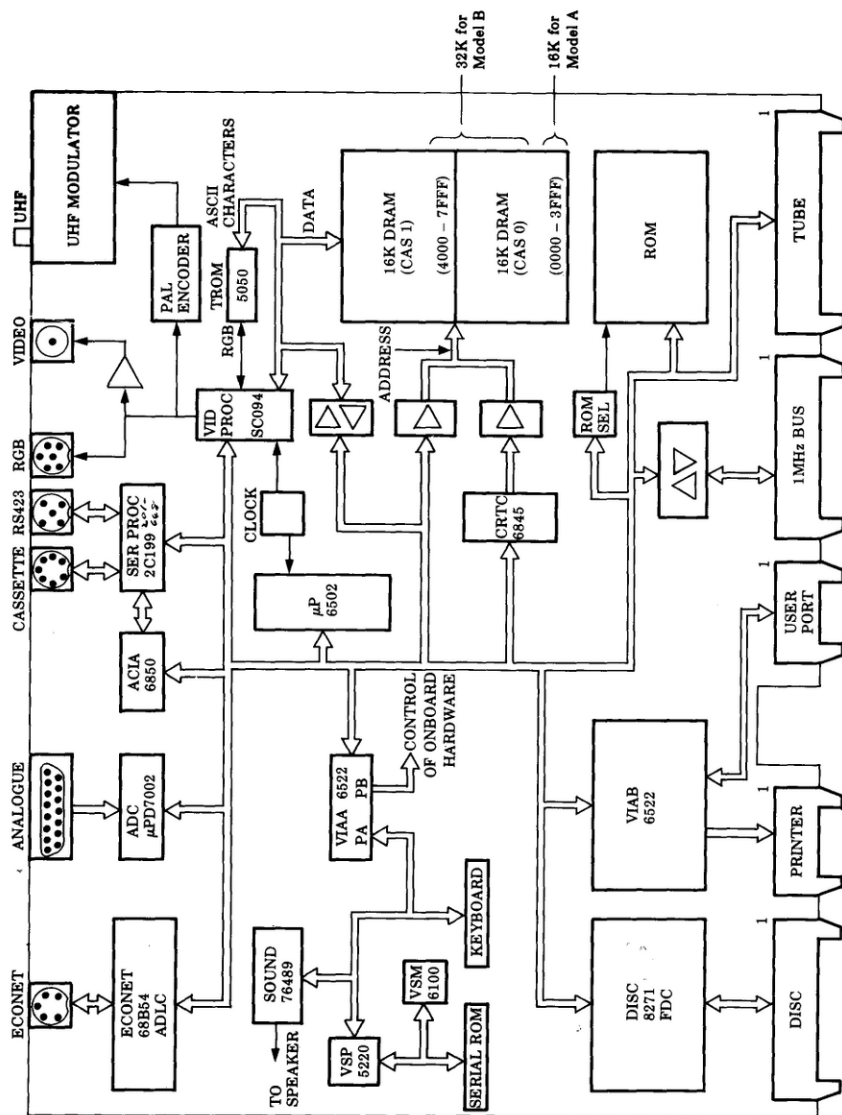 ECONET
ANALOGUE
CASSETTE
RS423
RGB
VIDEO
UHF
ECONET
68B54
ADLC
ADC
µPD7002
ACIA
6850
SER PROC
2C199
VID
PROC
SC094
PAL
ENCODER
UHF MODULATOR
RGB
TROM
5050
ASCII
CHARACTERS
DATA
CLOCK
µP
6502
TO
SPEAKER
SOUND
76489
VIAA 6522
PA PB
CONTROL
OF ONBOARD
HARDWARE
VSP
5220
VSM
6100
SERIAL ROM
KEYBOARD
CRTC
6845
ADDRESS
16K DRAM
(CAS 1)
(4000 – 7FFF)
16K DRAM
(CAS 0)
(0000 – 3FFF)
32K for
Model B
16K for
Model A
ROM
SEL
ROM
DISC
8271
FDC
VIAB
6522
1
DISC
1
PRINTER
1
USER
PORT
1
1MHz BUS
1
TUBE